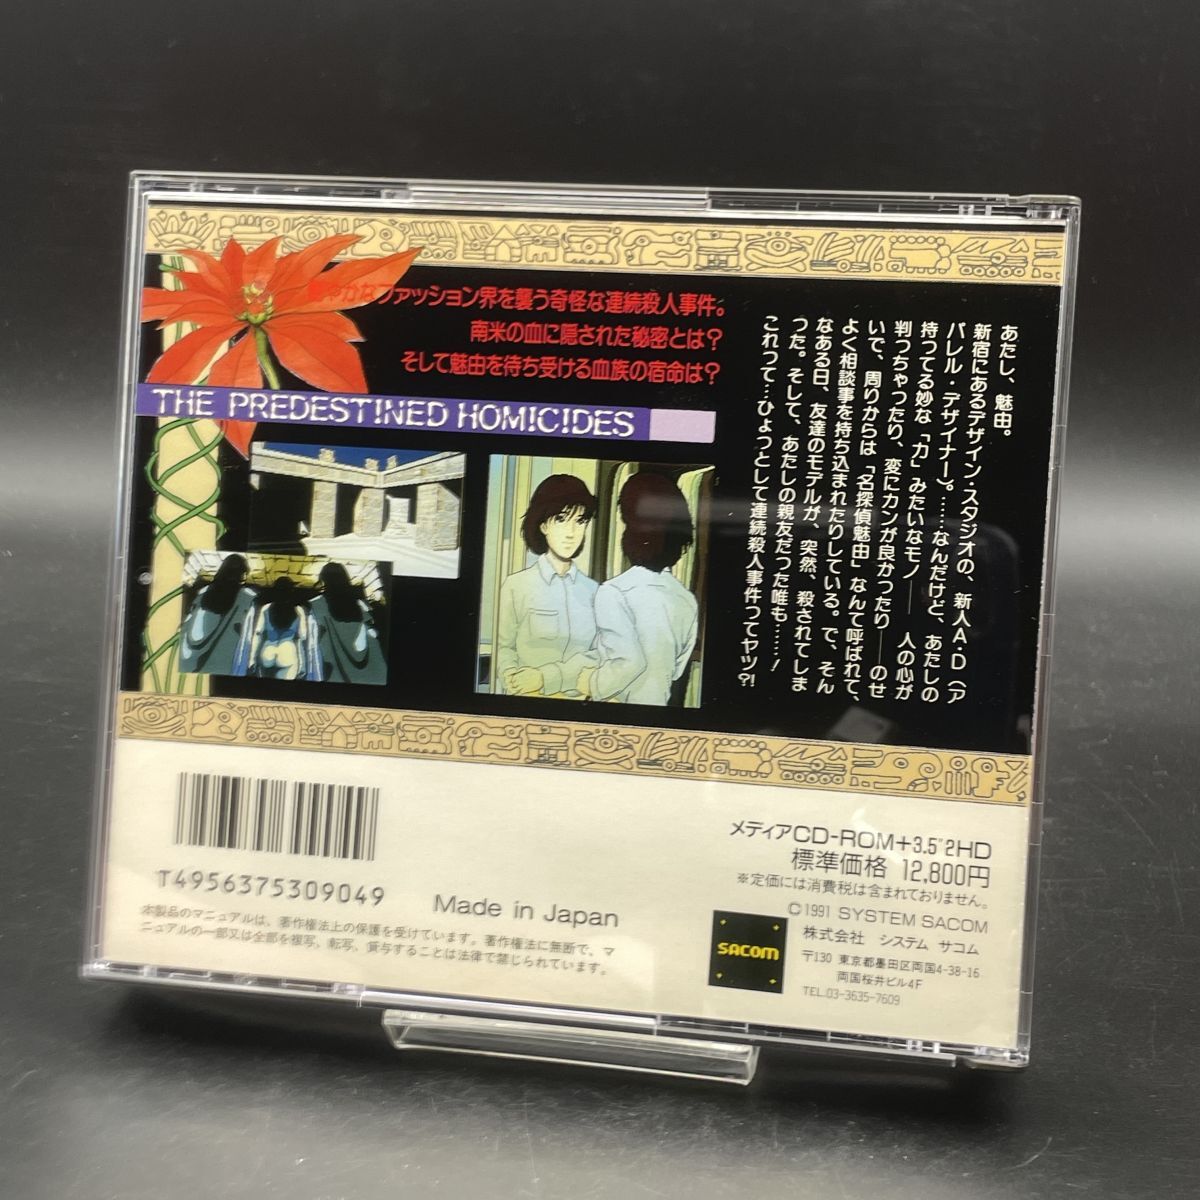 やかなファッション界を襲う奇怪な連続殺人事件。
南米の血に隠された秘密とは?
そして魅由を待ち受ける血族の宿命は?
THE PREDEST!NED HOM!C!DES
あたし、魅由。
新宿にあるデザイン・スタジオの、新人A・D(ア
パレル・デザイナー)。……なんだけど、あたしの
持ってる妙な「力」みたいなモノ――人の心が
判っちゃったり、変にカンが良かったり――のせ
いで、周りからは「名探偵魅由」なんて呼ばれて、
よく相談事を持ち込まれたりしている。で、そん
なある日、友達のモデルが、突然、殺されてしま
った。そして、あたしの親友だった唯も……!
これって…ひょっとして連続殺人事件ってヤツ?!
T4956375309049
Made in Japan
本製品のマニュアルは、著作権法上の保護を受けています。著作権法に無断で、マ
ニュアルの一部又は全部を複写、転写、貸与することは法律で禁じられています。
メディアCD-ROM+3.5"2HD
標準価格 12,800円
※定価には消費税は含まれておりません。
©1991 SYSTEM SACOM
SACOM
株式会社 システム サコム
〒130 東京都墨田区両国4-38-16
両国桜井ビル4F
TEL.03-3635-7609